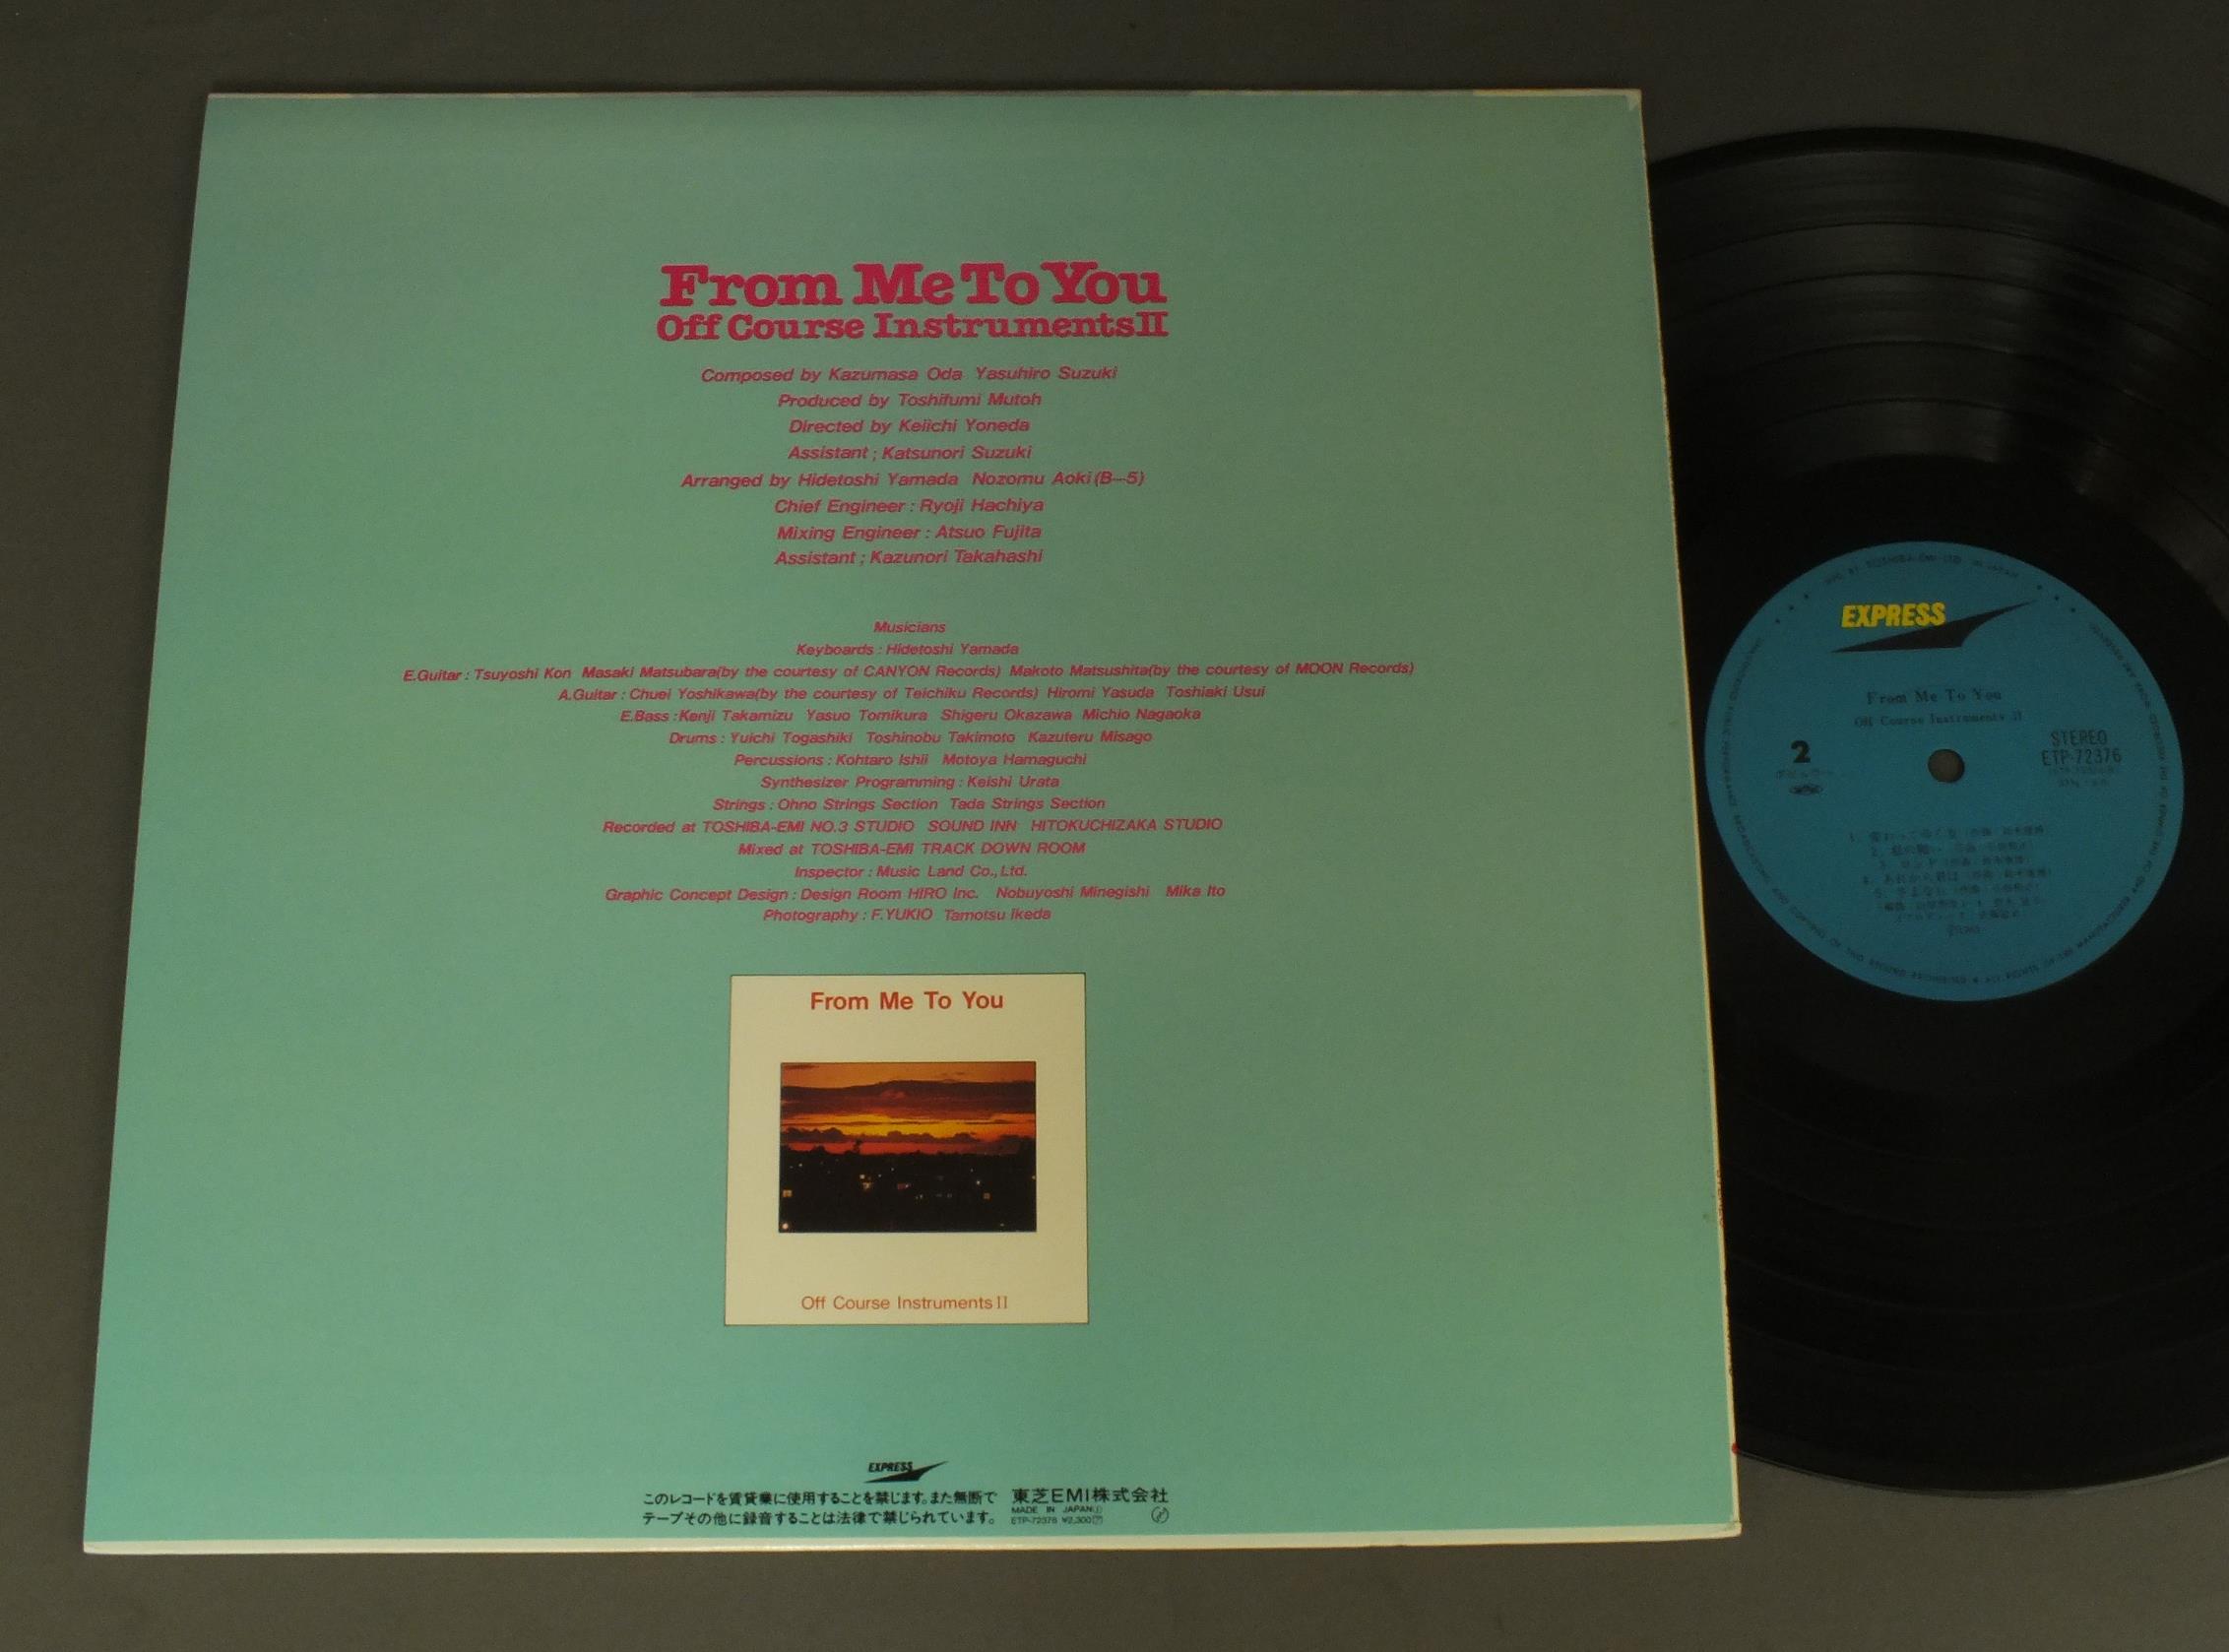 From Me To You
Off Course Instruments II
Composed by Kazumasa Oda Yasuhiro Suzuki
Produced by Toshifumi Mutoh
Directed by Keiichi Yoneda
Assistant ; Katsunori Suzuki
Arranged by Hidetoshi Yamada Nozomu Aoki (B-5)
Chief Engineer : Ryoji Hachiya
Mixing Engineer : Atsuo Fujita
Assistant ; Kazunori Takahashi
Musicians
Keyboards : Hidetoshi Yamada
E.Guitar : Tsuyoshi Kon Masaki Matsubara(by the courtesy of CANYON Records) Makoto Matsushita(by the courtesy of MOON Records)
A.Guitar : Chuei Yoshikawa(by the courtesy of Teichiku Records) Hiromi Yasuda Toshiaki Usui
E.Bass : Kenji Takamizu Yasuo Tomikura Shigeru Okazawa Michio Nagaoka
Drums : Yuichi Togashiki Toshinobu Takimoto Kazuteru Misago
Percussions : Kohtaro Ishii Motoya Hamaguchi
Synthesizer Programming : Keishi Urata
Strings : Ohno Strings Section Tada Strings Section
Recorded at TOSHIBA-EMI NO.3 STUDIO SOUND INN HITOKUCHIZAKA STUDIO
Mixed at TOSHIBA-EMI TRACK DOWN ROOM
Inspector : Music Land Co., Ltd.
Graphic Concept Design : Design Room HIRO Inc. Nobuyoshi Minegishi Mika Ito
Photography : F.YUKIO Tamotsu Ikeda
From Me To You
Off Course Instruments II
EXPRESS
このレコードを賃貸業に使用することを禁じます。また無断で
テープその他に録音することは法律で禁じられています。
東芝EMI株式会社
MADE IN JAPAN
ETP-72376 ¥2,300
EXPRESS
From Me To You
Off Course Instruments II
2
STEREO
ETP-72376